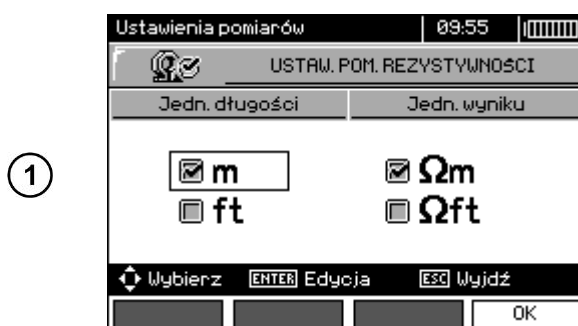 Ustawienia pomiarów 09:55
USTAW. POM. REZYSTYWNOŚCI
Jedn. długości Jedn. wyniku
1
m Ωm
ft Ωft
Wybierz ENTER Edycja ESC Wyjdź
OK